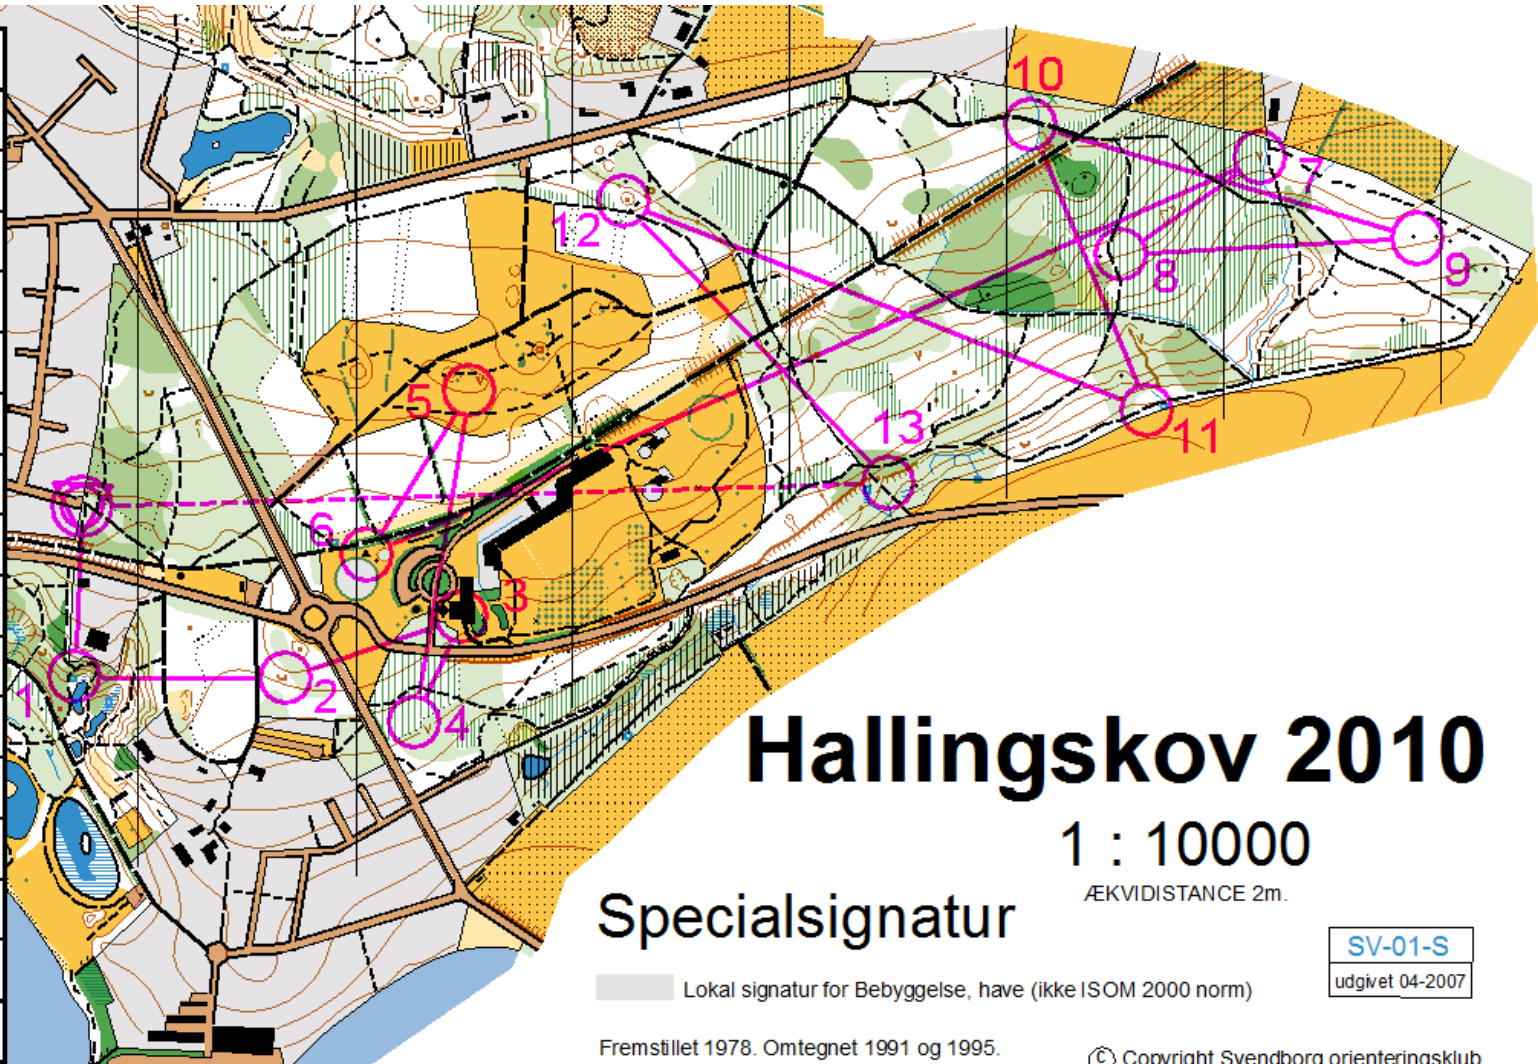 10
7
12
9
8
5
13
11
6
3
1
2
4
Hallingskov 2010
1 : 10000
ÆKVIDISTANCE 2m.
Specialsignatur
SV-01-S
udgivet 04-2007
Lokal signatur for Bebyggelse, have (ikke ISOM 2000 norm)
Fremstillet 1978. Omtegnet 1991 og 1995.
© Copyright Svendborg orienteringsklub